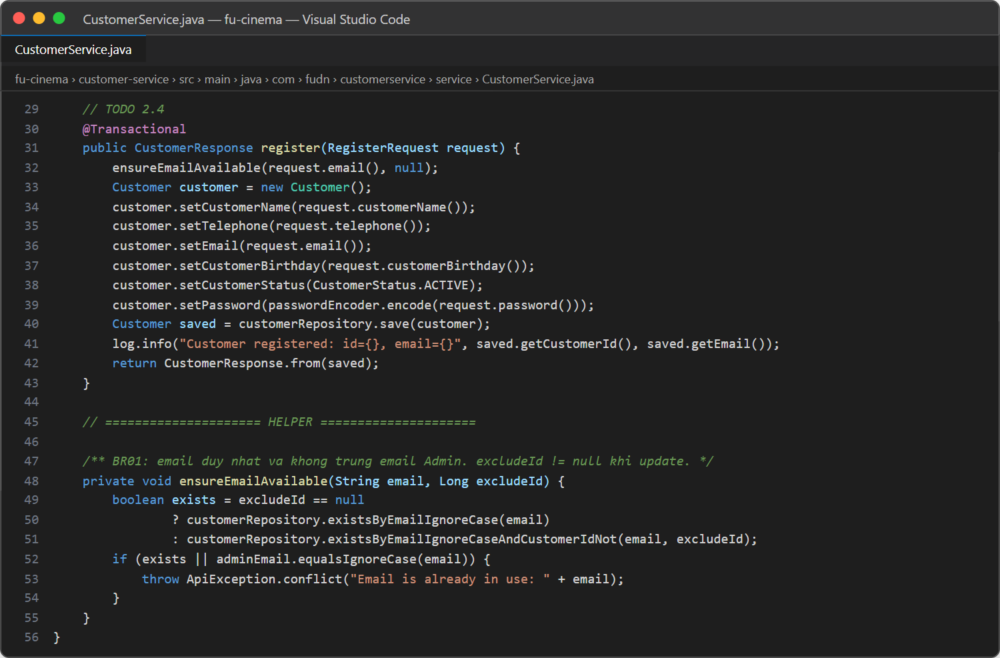 CustomerService.java — fu-cinema — Visual Studio Code
CustomerService.java
fu-cinema › customer-service › src › main › java › com › fudn › customerservice › service › CustomerService.java
29     // TODO 2.4
30     @Transactional
31     public CustomerResponse register(RegisterRequest request) {
32         ensureEmailAvailable(request.email(), null);
33         Customer customer = new Customer();
34         customer.setCustomerName(request.customerName());
35         customer.setTelephone(request.telephone());
36         customer.setEmail(request.email());
37         customer.setCustomerBirthday(request.customerBirthday());
38         customer.setCustomerStatus(CustomerStatus.ACTIVE);
39         customer.setPassword(passwordEncoder.encode(request.password()));
40         Customer saved = customerRepository.save(customer);
41         log.info("Customer registered: id={}, email={}", saved.getCustomerId(), saved.getEmail());
42         return CustomerResponse.from(saved);
43     }
44
45     // ===================== HELPER =====================
46
47     /** BR01: email duy nhat va khong trung email Admin. excludeId != null khi update. */
48     private void ensureEmailAvailable(String email, Long excludeId) {
49         boolean exists = excludeId == null
50                 ? customerRepository.existsByEmailIgnoreCase(email)
51                 : customerRepository.existsByEmailIgnoreCaseAndCustomerIdNot(email, excludeId);
52         if (exists || adminEmail.equalsIgnoreCase(email)) {
53             throw ApiException.conflict("Email is already in use: " + email);
54         }
55     }
56 }